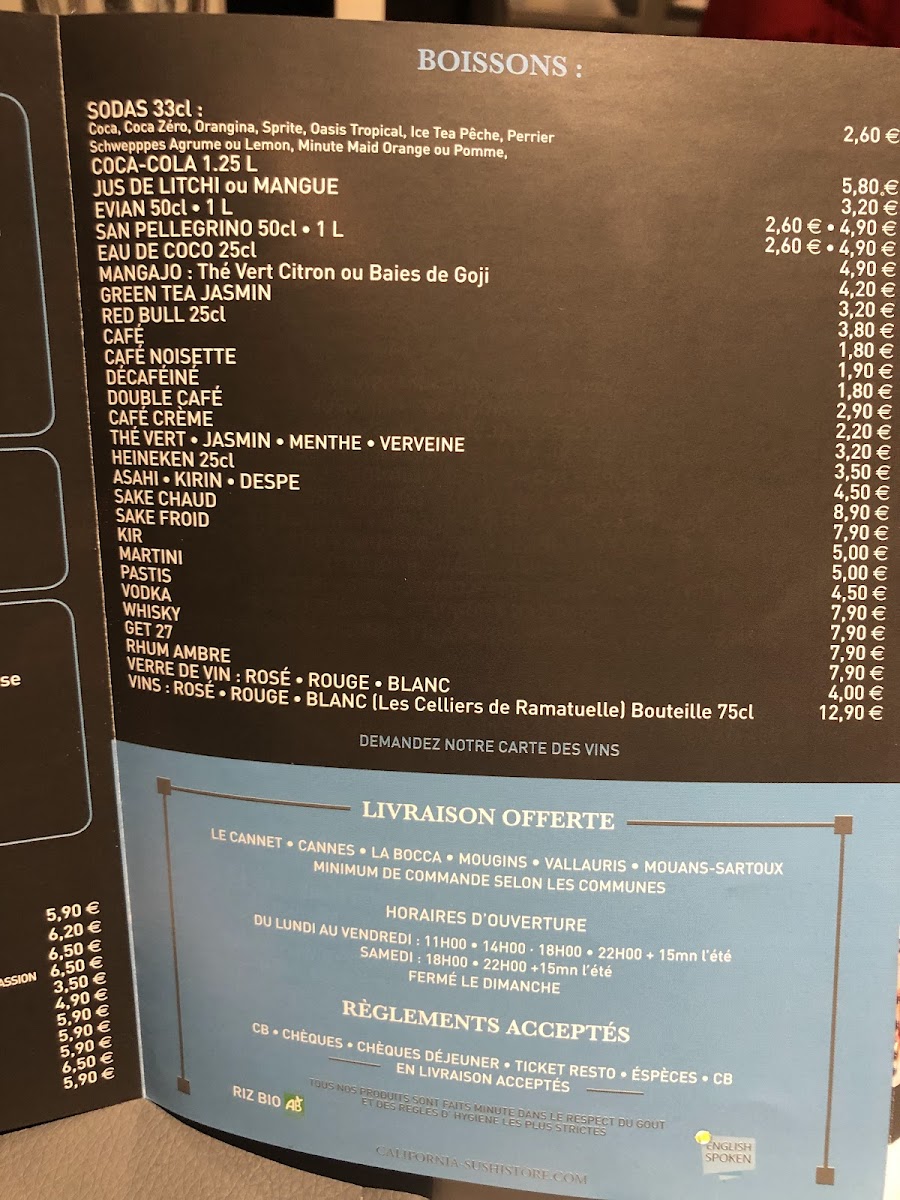 BOISSONS :
SODAS 33cl :
Coca, Coca Zéro, Orangina, Sprite, Oasis Tropical, Ice Tea Pêche, Perrier 2,60 €
Schwepppes Agrume ou Lemon, Minute Maid Orange ou Pomme,
COCA-COLA 1.25 L 5,80.€
JUS DE LITCHI ou MANGUE 3,20 €
EVIAN 50cl • 1 L 2,60 € • 4,90 €
SAN PELLEGRINO 50cl • 1 L 2,60 € • 4,90 €
EAU DE COCO 25cl 4,90 €
MANGAJO : Thé Vert Citron ou Baies de Goji 4,20 €
GREEN TEA JASMIN 3,20 €
RED BULL 25cl 3,80 €
CAFÉ 1,80 €
CAFÉ NOISETTE 1,90 €
DÉCAFÉINÉ 1,80 €
DOUBLE CAFÉ 2,90 €
CAFÉ CRÈME 2,20 €
THÉ VERT • JASMIN • MENTHE • VERVEINE 3,20 €
HEINEKEN 25cl 3,50 €
ASAHI • KIRIN • DESPE 4,50 €
SAKE CHAUD 8,90 €
SAKE FROID 7,90 €
KIR 5,00 €
MARTINI 5,00 €
PASTIS 4,50 €
VODKA 7,90 €
WHISKY 7,90 €
GET 27 7,90 €
RHUM AMBRE 7,90 €
VERRE DE VIN : ROSÉ • ROUGE • BLANC 4,00 €
VINS : ROSÉ • ROUGE • BLANC (Les Celliers de Ramatuelle) Bouteille 75cl 12,90 €
DEMANDEZ NOTRE CARTE DES VINS
LIVRAISON OFFERTE
LE CANNET • CANNES • LA BOCCA • MOUGINS • VALLAURIS • MOUANS-SARTOUX
MINIMUM DE COMMANDE SELON LES COMMUNES
HORAIRES D'OUVERTURE
DU LUNDI AU VENDREDI : 11H00 • 14H00 · 18H00 • 22H00 + 15mn l'été
SAMEDI : 18H00 • 22H00 +15mn l'été
FERMÉ LE DIMANCHE
RÈGLEMENTS ACCEPTÉS
CB • CHÈQUES • CHÈQUES DÉJEUNER • TICKET RESTO • ÉSPÈCES • CB
EN LIVRAISON ACCEPTÉS
RIZ BIO AB
TOUS NOS PRODUITS SONT FAITS MINUTE DANS LE RESPECT DU GOUT
ET DES REGLES D'HYGIENE LES PLUS STRICTES
ENGLISH
SPOKEN
CALIFORNIA-SUSHISTORE.COM
se
5,90 €
6,20 €
6,50 €
6,50 €
ASSION 3,50 €
4,90 €
5,90 €
5,90 €
5,90 €
6,50 €
5,90 €